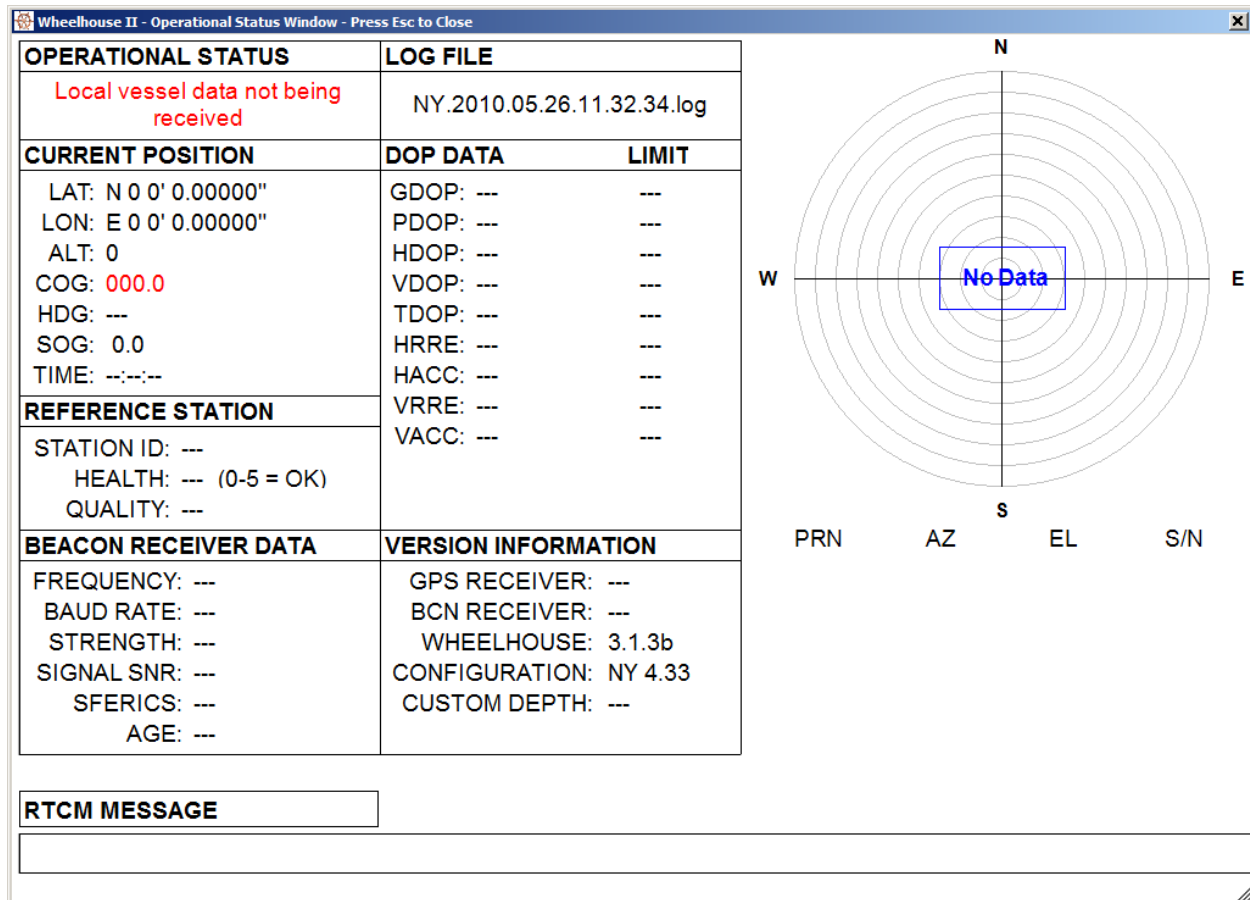 Wheelhouse II - Operational Status Window - Press Esc to Close
OPERATIONAL STATUS
Local vessel data not being
received
LOG FILE
NY.2010.05.26.11.32.34.log
CURRENT POSITION
LAT: N 0 0' 0.00000"
LON: E 0 0' 0.00000"
ALT: 0
COG: 000.0
HDG: ---
SOG: 0.0
TIME: --:--:--
DOP DATA LIMIT
GDOP: --- ---
PDOP: --- ---
HDOP: --- ---
VDOP: --- ---
TDOP: --- ---
HRRE: --- ---
HACC: --- ---
VRRE: --- ---
VACC: --- ---
REFERENCE STATION
STATION ID: ---
HEALTH: --- (0-5 = OK)
QUALITY: ---
BEACON RECEIVER DATA
FREQUENCY: ---
BAUD RATE: ---
STRENGTH: ---
SIGNAL SNR: ---
SFERICS: ---
AGE: ---
VERSION INFORMATION
GPS RECEIVER: ---
BCN RECEIVER: ---
WHEELHOUSE: 3.1.3b
CONFIGURATION: NY 4.33
CUSTOM DEPTH: ---
N
W
No Data
E
S
PRN AZ EL S/N
RTCM MESSAGE